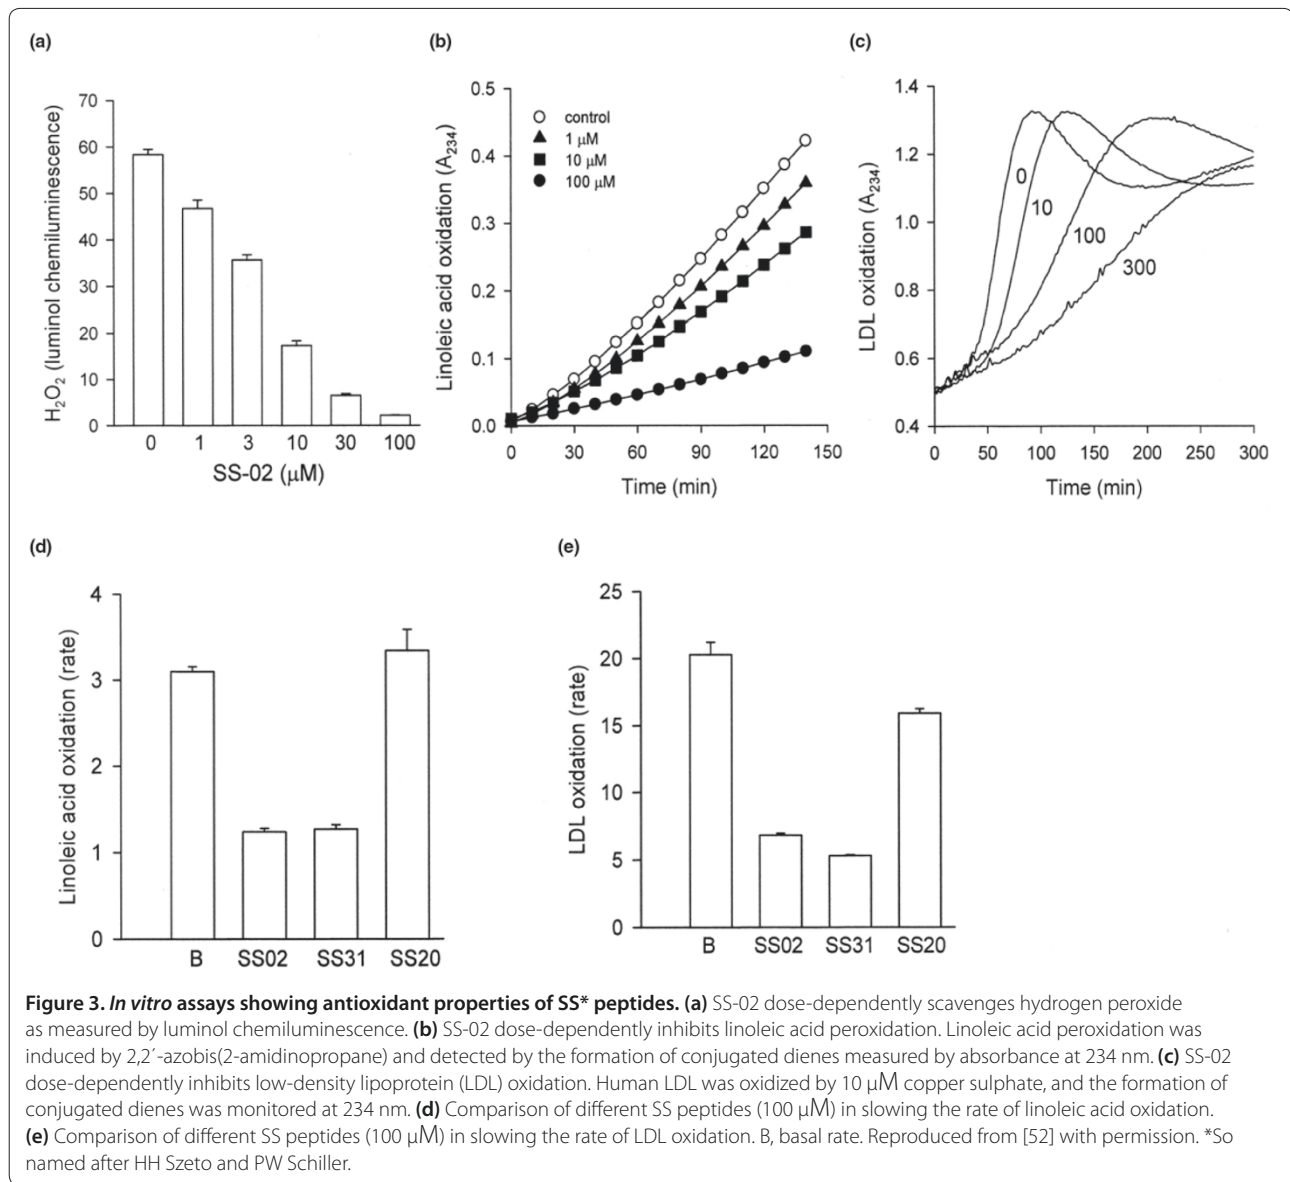 (a)
H2O2 (luminol chemiluminescence)
70
60
50
40
30
20
10
0
0 1 3 10 30 100
SS-02 (μM)
(b)
Linoleic acid oxidation (A234)
0.5
0.4
0.3
0.2
0.1
0.0
control
1 μM
10 μM
100 μM
0 30 60 90 120 150
Time (min)
(c)
LDL oxidation (A234)
1.4
1.2
1.0
0.8
0.6
0.4
0
10
100
300
0 50 100 150 200 250 300
Time (min)
(d)
Linoleic acid oxidation (rate)
4
3
2
1
0
B SS02 SS31 SS20
(e)
LDL oxidation (rate)
25
20
15
10
5
0
B SS02 SS31 SS20
Figure 3. In vitro assays showing antioxidant properties of SS* peptides. (a) SS-02 dose-dependently scavenges hydrogen peroxide
as measured by luminol chemiluminescence. (b) SS-02 dose-dependently inhibits linoleic acid peroxidation. Linoleic acid peroxidation was
induced by 2,2′-azobis(2-amidinopropane) and detected by the formation of conjugated dienes measured by absorbance at 234 nm. (c) SS-02
dose-dependently inhibits low-density lipoprotein (LDL) oxidation. Human LDL was oxidized by 10 μM copper sulphate, and the formation of
conjugated dienes was monitored at 234 nm. (d) Comparison of different SS peptides (100 μM) in slowing the rate of linoleic acid oxidation.
(e) Comparison of different SS peptides (100 μM) in slowing the rate of LDL oxidation. B, basal rate. Reproduced from [52] with permission. *So
named after HH Szeto and PW Schiller.